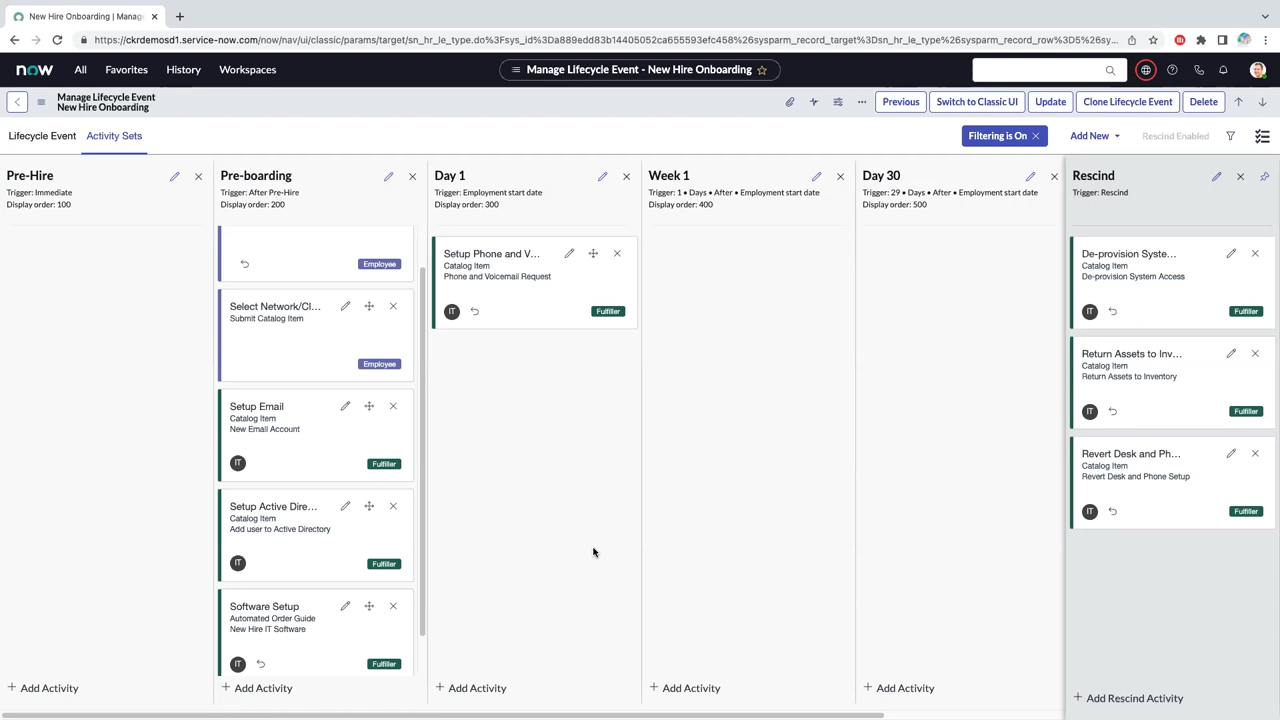 New Hire Onboarding | Manage
https://ckrdemosd1.service-now.com/now/nav/ui/classic/params/target/sn_hr_le_type.do%3Fsys_id%3Da889edd83b14405052ca655593efc458%26sysparm_record_target%3Dsn_hr_le_type%26sysparm_record_row%3D5%26sy...
now
All
Favorites
History
Workspaces
Manage Lifecycle Event - New Hire Onboarding
Manage Lifecycle Event
New Hire Onboarding
Previous
Switch to Classic UI
Update
Clone Lifecycle Event
Delete
Lifecycle Event
Activity Sets
Filtering is On
Add New
Rescind Enabled
Pre-Hire
Trigger: Immediate
Display order: 100
+ Add Activity
Pre-boarding
Trigger: After Pre-Hire
Display order: 200
Employee
Select Network/Cl...
Submit Catalog Item
Employee
Setup Email
Catalog Item
New Email Account
IT
Fulfiller
Setup Active Dire...
Catalog Item
Add user to Active Directory
IT
Fulfiller
Software Setup
Automated Order Guide
New Hire IT Software
IT
Fulfiller
+ Add Activity
Day 1
Trigger: Employment start date
Display order: 300
Setup Phone and V...
Catalog Item
Phone and Voicemail Request
IT
Fulfiller
+ Add Activity
Week 1
Trigger: 1 • Days • After • Employment start date
Display order: 400
+ Add Activity
Day 30
Trigger: 29 • Days • After • Employment start date
Display order: 500
+ Add Activity
Rescind
Trigger: Rescind
De-provision Syste...
Catalog Item
De-provision System Access
IT
Fulfiller
Return Assets to Inv...
Catalog Item
Return Assets to Inventory
IT
Fulfiller
Revert Desk and Ph...
Catalog Item
Revert Desk and Phone Setup
IT
Fulfiller
+ Add Rescind Activity